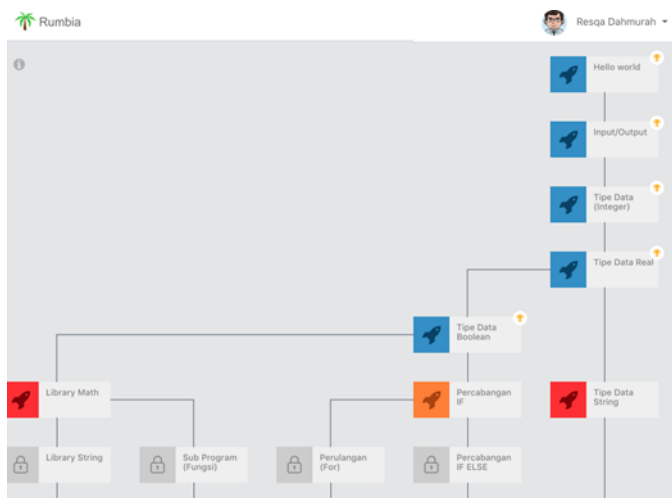 Rumbia
Resqa Dahmurah
Hello world
Input/Output
Tipe Data
(Integer)
Tipe Data Real
Tipe Data
Boolean
Library Math
Percabangan
IF
Tipe Data
String
Library String
Sub Program
(Fungsi)
Perulangan
(For)
Percabangan
IF ELSE